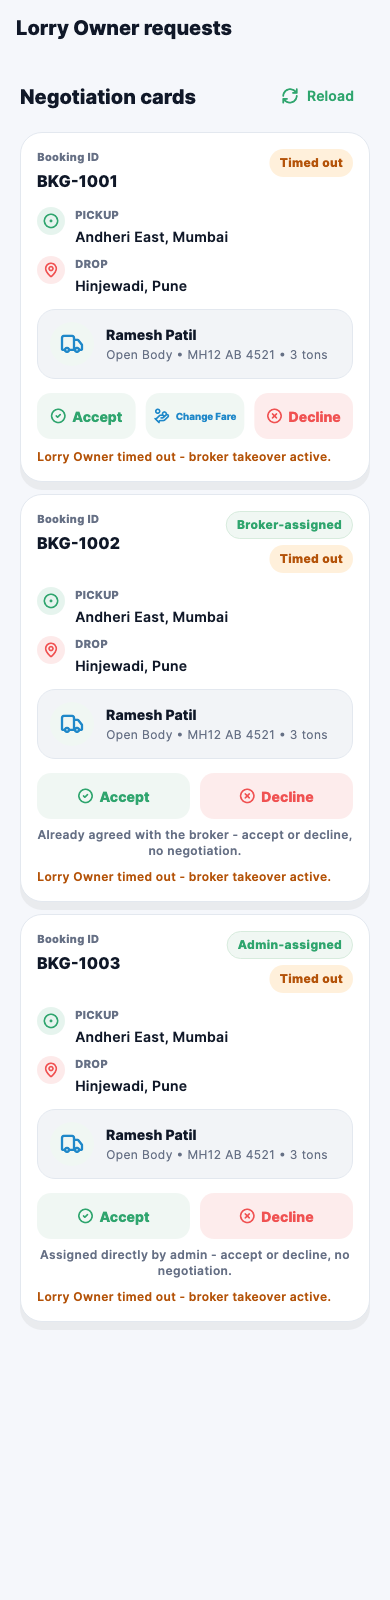 Lorry Owner requests
Negotiation cards
Reload
Booking ID
Timed out
BKG-1001
PICKUP
Andheri East, Mumbai
DROP
Hinjewadi, Pune
Ramesh Patil
Open Body • MH12 AB 4521 • 3 tons
Accept
Change Fare
Decline
Lorry Owner timed out - broker takeover active.
Booking ID
Broker-assigned
BKG-1002
Timed out
PICKUP
Andheri East, Mumbai
DROP
Hinjewadi, Pune
Ramesh Patil
Open Body • MH12 AB 4521 • 3 tons
Accept
Decline
Already agreed with the broker - accept or decline,
no negotiation.
Lorry Owner timed out - broker takeover active.
Booking ID
Admin-assigned
BKG-1003
Timed out
PICKUP
Andheri East, Mumbai
DROP
Hinjewadi, Pune
Ramesh Patil
Open Body • MH12 AB 4521 • 3 tons
Accept
Decline
Assigned directly by admin - accept or decline, no
negotiation.
Lorry Owner timed out - broker takeover active.